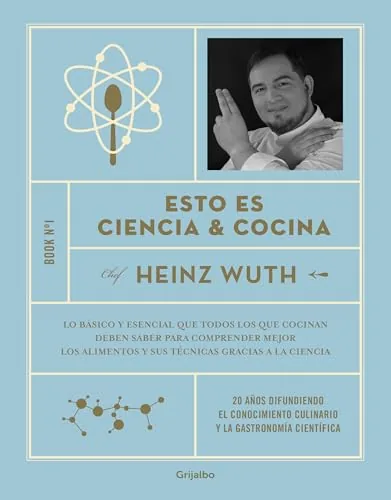 BOOK Nº1
ESTO ES
CIENCIA & COCINA
Chef
HEINZ WUTH
LO BÁSICO Y ESENCIAL QUE TODOS LOS QUE COCINAN
DEBEN SABER PARA COMPRENDER MEJOR
LOS ALIMENTOS Y SUS TÉCNICAS GRACIAS A LA CIENCIA
20 AÑOS DIFUNDIENDO
EL CONOCIMIENTO CULINARIO
Y LA GASTRONOMÍA CIENTÍFICA
Grijalbo